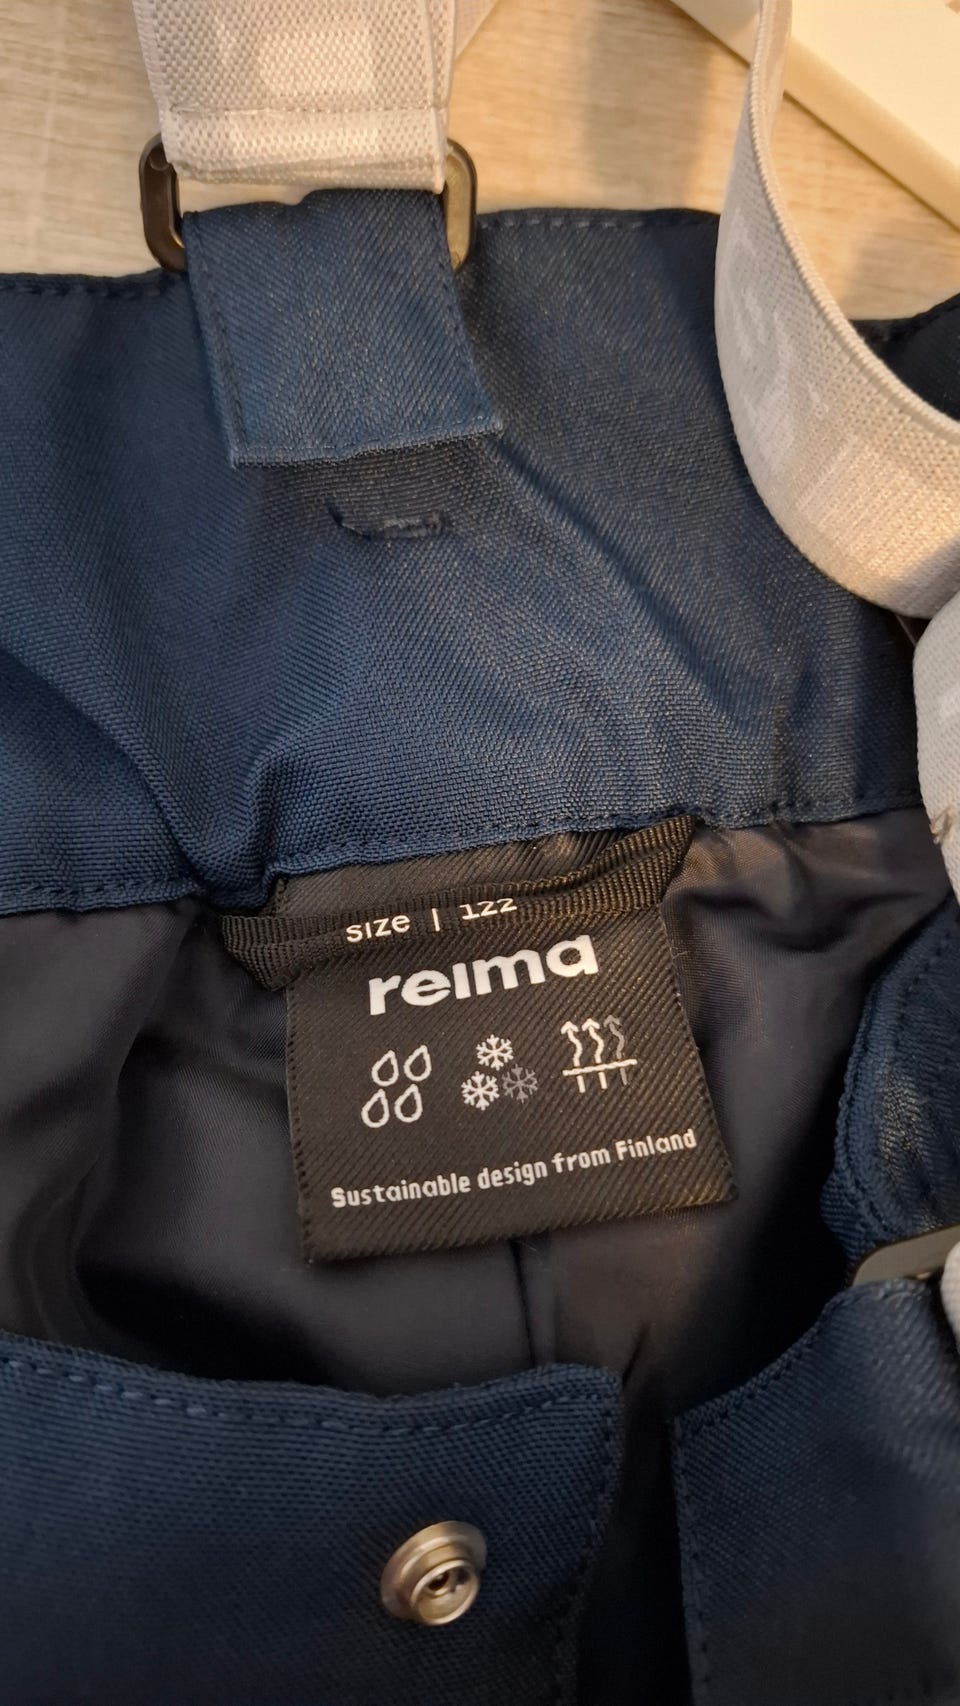 size | 122
reima
Sustainable design from Finland